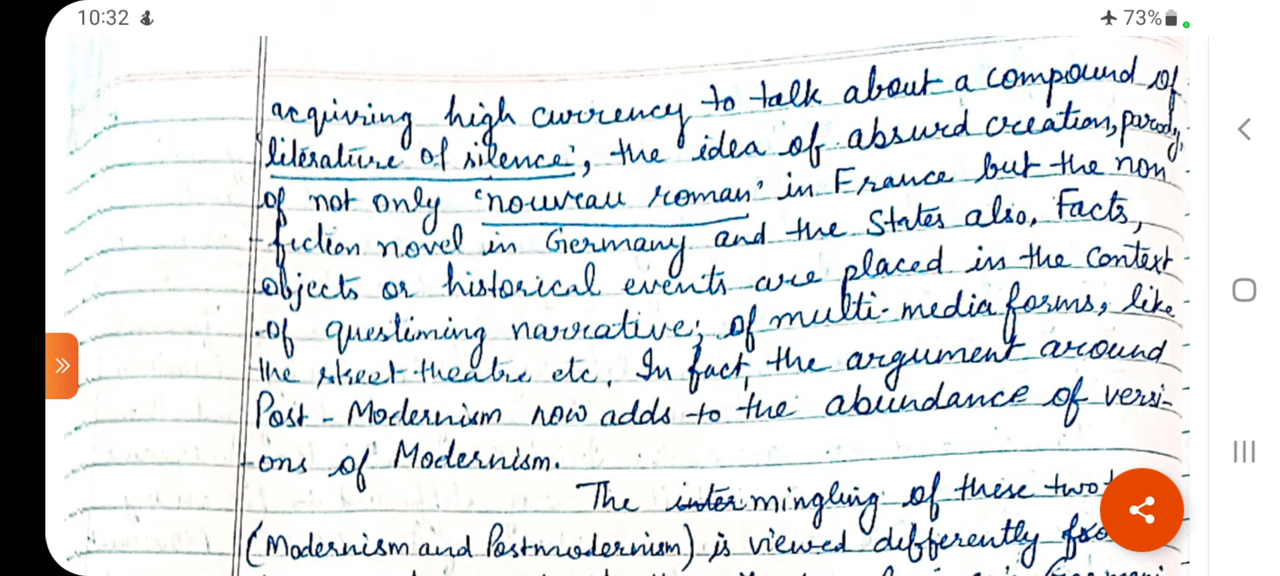 10:32
73%
acquiring high currency to talk about a compound of
'literature of silence', the idea of absurd creation, parody,
of not only 'nouveau roman' in France but the non
fiction novel in Germany and the States also, Facts,
objects or historical events are placed in the context
of questiming narrative; of multi-media forms, like
the street-theatre etc. In fact, the argument around
Post-Modernism now adds to the abundance of versi-
ons of Modernism.
The intermingling of these two
(Modernism and Postmodernism) is viewed differently